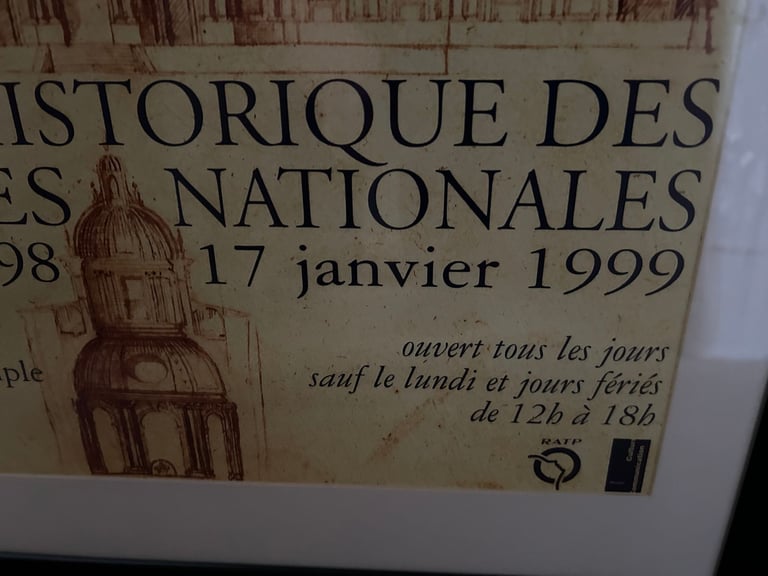 ISTORIQUE DES
ES NATIONALES
98 17 janvier 1999
ple
ouvert tous les jours
sauf le lundi et jours fériés
de 12h à 18h
RATP